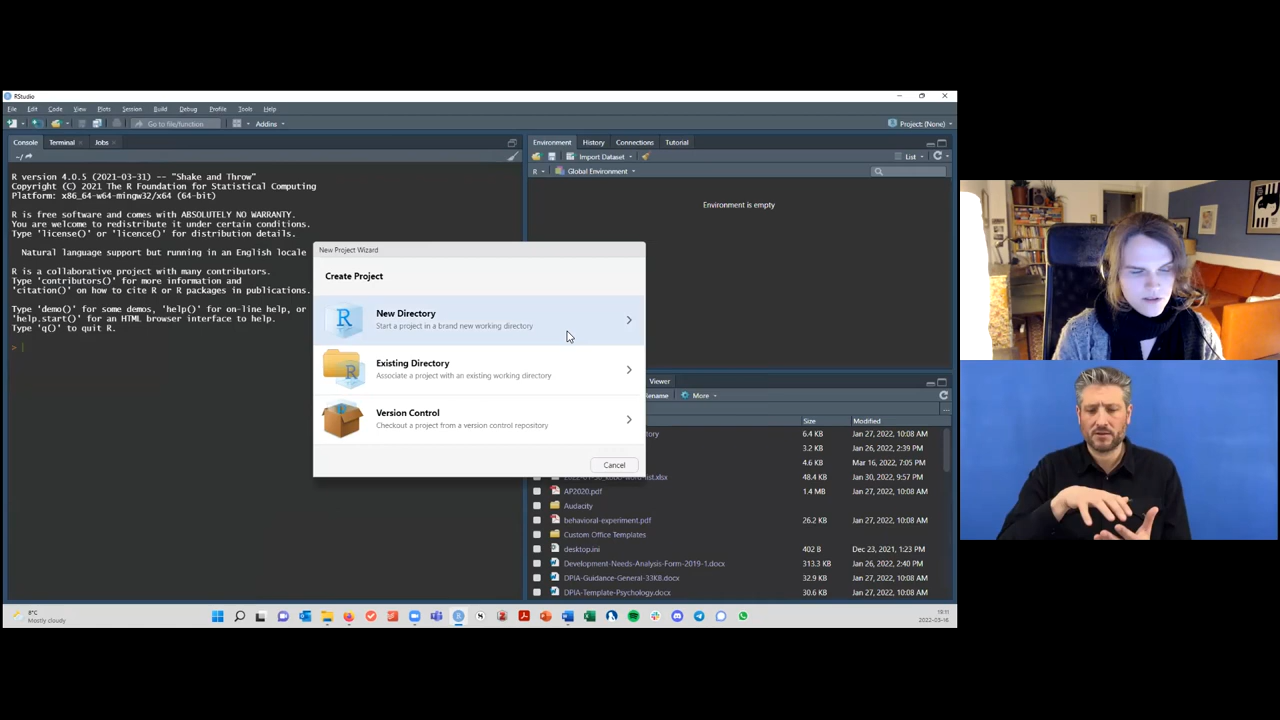 RStudio
File Edit Code View Plots Session Build Debug Profile Tools Help
Go to file/function Addins Project: (None)
Console Terminal Jobs
~/
R version 4.0.5 (2021-03-31) -- "Shake and Throw"
Copyright (C) 2021 The R Foundation for Statistical Computing
Platform: x86_64-w64-mingw32/x64 (64-bit)
R is free software and comes with ABSOLUTELY NO WARRANTY.
You are welcome to redistribute it under certain conditions.
Type 'license()' or 'licence()' for distribution details.
Natural language support but running in an English locale
R is a collaborative project with many contributors.
Type 'contributors()' for more information and
'citation()' on how to cite R or R packages in publications.
Type 'demo()' for some demos, 'help()' for on-line help, or
'help.start()' for an HTML browser interface to help.
Type 'q()' to quit R.
>
New Project Wizard
Create Project
New Directory
Start a project in a brand new working directory
Existing Directory
Associate a project with an existing working directory
Version Control
Checkout a project from a version control repository
Cancel
Environment History Connections Tutorial
Import Dataset List
R Global Environment
Environment is empty
Viewer
ename More
Size Modified
tory 6.4 KB Jan 27, 2022, 10:08 AM
3.2 KB Jan 26, 2022, 2:39 PM
4.6 KB Mar 16, 2022, 7:05 PM
48.4 KB Jan 30, 2022, 9:57 PM
AP2020.pdf 1.4 MB Jan 27, 2022, 10:08 AM
Audacity
behavioral-experiment.pdf 26.2 KB Jan 27, 2022, 10:08 AM
Custom Office Templates
desktop.ini 402 B Dec 23, 2021, 1:23 PM
Development-Needs-Analysis-Form-2019-1.docx 313.3 KB Jan 26, 2022, 2:40 PM
DPIA-Guidance-General-33KB.docx 32.9 KB Jan 27, 2022, 10:08 AM
DPIA-Template-Psychology.docx 30.6 KB Jan 27, 2022, 10:08 AM
8°C
Mostly cloudy
19:11
2022-03-16